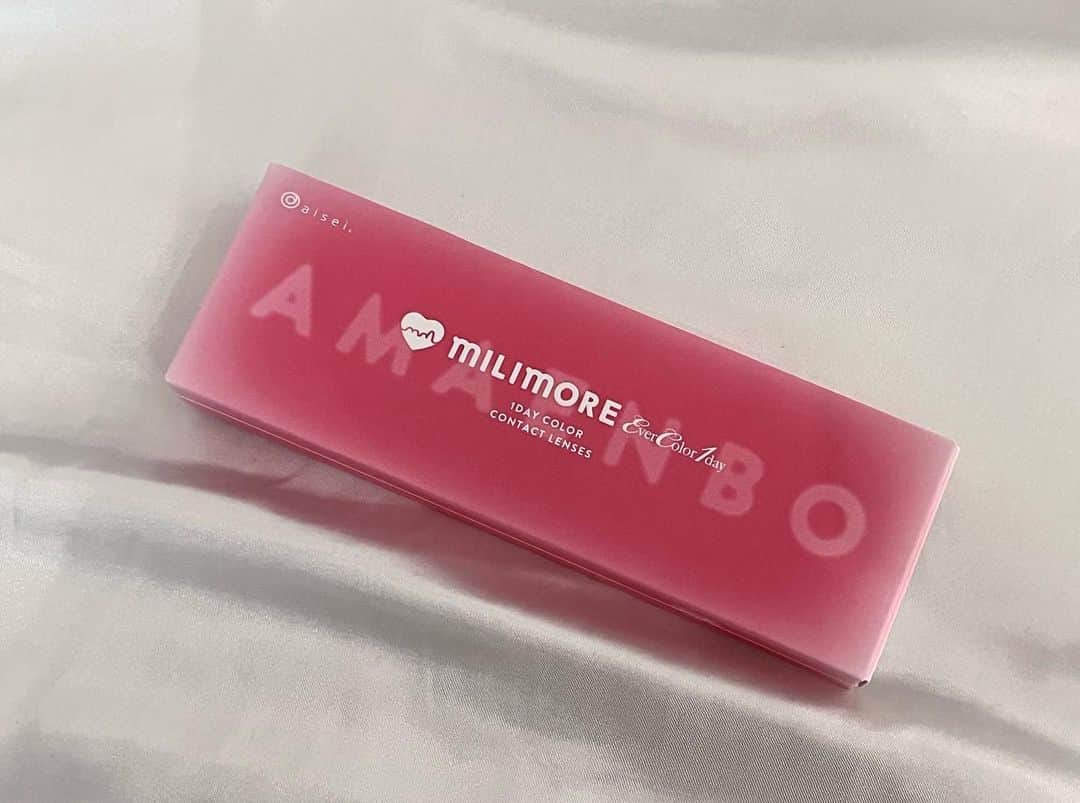 aisei.
AMAENBO
MILIMORE
EverColor1day
1DAY COLOR
CONTACT LENSES